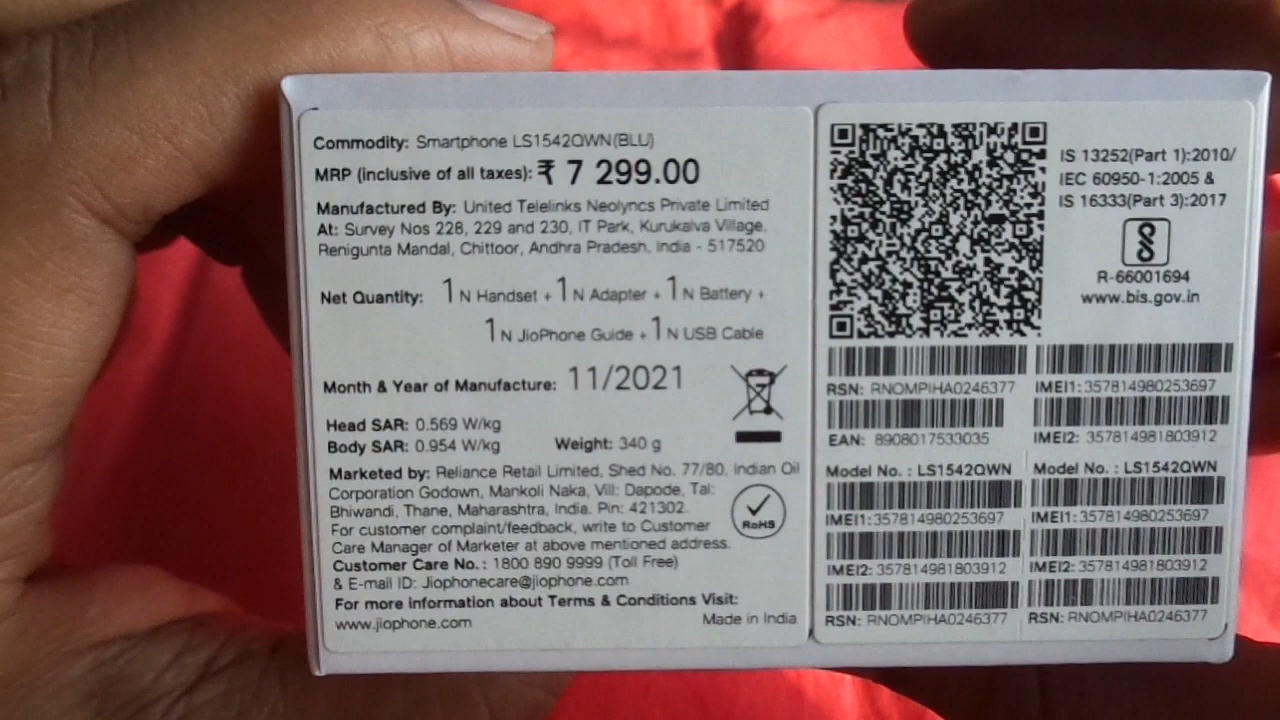 Commodity: Smartphone LS1542QWN(BLU)
MRP (inclusive of all taxes): ₹ 7 299.00
Manufactured By: United Telelinks Neolyncs Private Limited
At: Survey Nos 228, 229 and 230, IT Park, Kurukalva Village,
Renigunta Mandal, Chittoor, Andhra Pradesh, India - 517520
Net Quantity: 1 N Handset + 1 N Adapter + 1 N Battery +
1 N JioPhone Guide + 1 N USB Cable
Month & Year of Manufacture: 11/2021
Head SAR: 0.569 W/kg
Body SAR: 0.954 W/kg Weight: 340 g
Marketed by: Reliance Retail Limited, Shed No. 77/80, Indian Oil
Corporation Godown, Mankoli Naka, Vill: Dapode, Tal:
Bhiwandi, Thane, Maharashtra, India. Pin: 421302.
For customer complaint/feedback, write to Customer
Care Manager of Marketer at above mentioned address.
Customer Care No. : 1800 890 9999 (Toll Free)
& E-mail ID: Jiophonecare@jiophone.com
For more Information about Terms & Conditions Visit:
www.jiophone.com Made in India
RoHS
IS 13252(Part 1):2010/
IEC 60950-1:2005 &
IS 16333(Part 3):2017
R-66001694
www.bis.gov.in
RSN: RNOMPIHA0246377 IMEI1: 357814980253697
EAN: 8908017533035 IMEI2: 357814981803912
Model No. : LS1542QWN Model No. : LS1542QWN
IMEI1: 357814980253697 IMEI1: 357814980253697
IMEI2: 357814981803912 IMEI2: 357814981803912
RSN: RNOMPIHA0246377 RSN: RNOMPIHA0246377